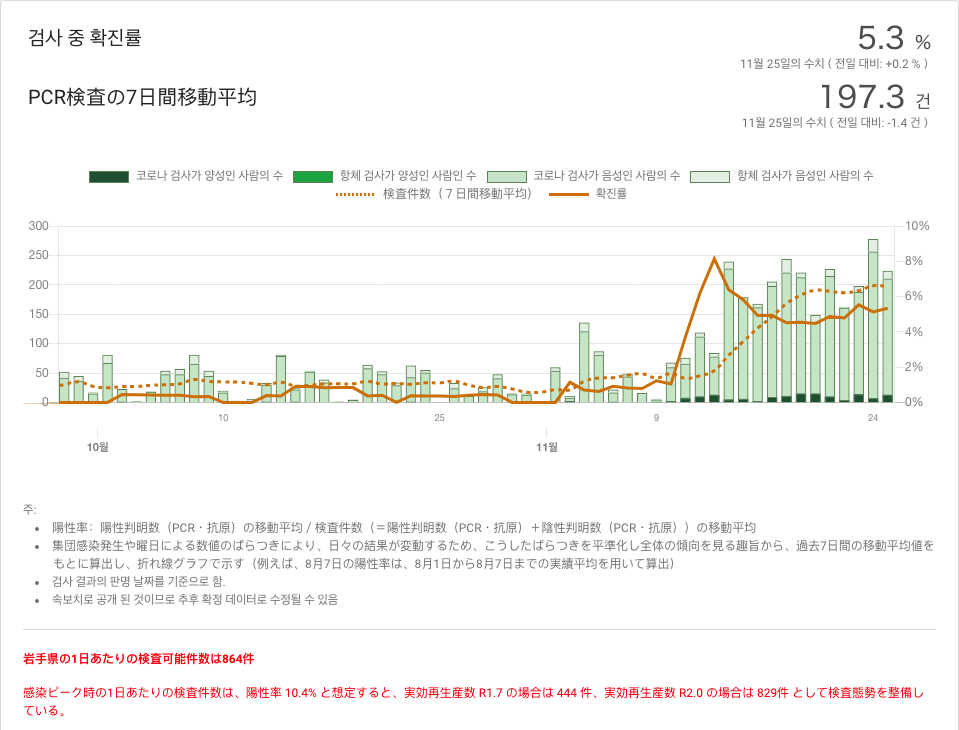 검사 중 확진률
5.3 %
11월 25일의 수치 ( 전일 대비: +0.2 % )
PCR検査の7日間移動平均
197.3 건
11월 25일의 수치 ( 전일 대비: -1.4 건 )
코로나 검사가 양성인 사람의 수 항체 검사가 양성인 사람인 수 코로나 검사가 음성인 사람의 수 항체 검사가 음성인 사람의 수
検査件数（７日間移動平均） 확진률
300 10%
250 8%
200 6%
150 4%
100
50 2%
0 0%
10 25 9 24
10월 11월
주:
陽性率：陽性判明数（PCR・抗原）の移動平均 / 検査件数（＝陽性判明数（PCR・抗原）＋陰性判明数（PCR・抗原））の移動平均
集団感染発生や曜日による数値のばらつきにより、日々の結果が変動するため、こうしたばらつきを平準化し全体の傾向を見る趣旨から、過去7日間の移動平均値を
もとに算出し、折れ線グラフで示す（例えば、8月7日の陽性率は、8月1日から8月7日までの実績平均を用いて算出）
검사 결과의 판명 날짜를 기준으로 함.
속보치로 공개 된 것이므로 추후 확정 데이터로 수정될 수 있음
岩手県の1日あたりの検査可能件数は864件
感染ピーク時の1日あたりの検査件数は、陽性率 10.4% と想定すると、実効再生産数 R1.7 の場合は 444 件、実効再生産数 R2.0 の場合は 829件 として検査態勢を整備し
ている。